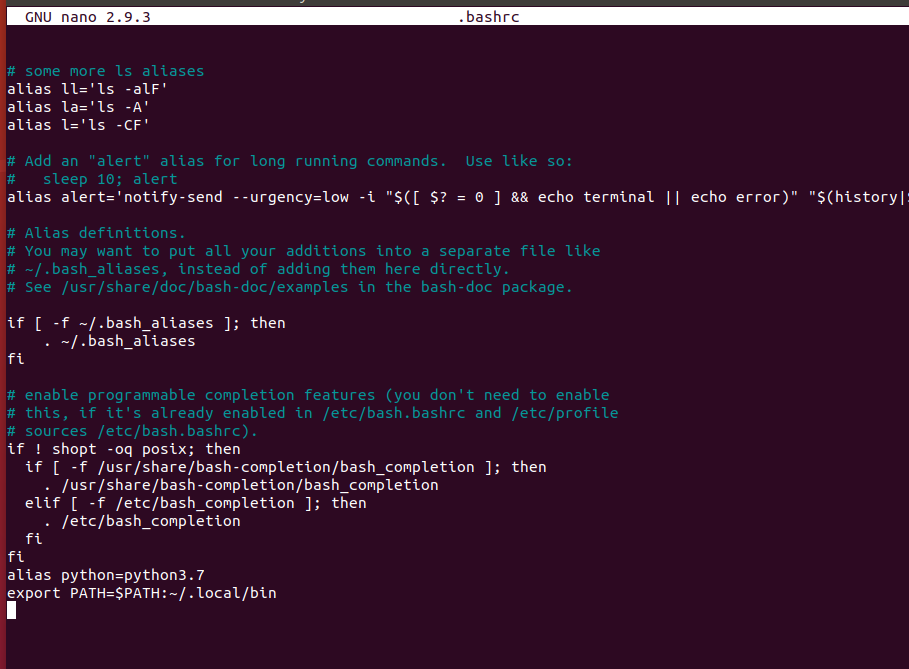 GNU nano 2.9.3 .bashrc
# some more ls aliases
alias ll='ls -alF'
alias la='ls -A'
alias l='ls -CF'
# Add an "alert" alias for long running commands.  Use like so:
#   sleep 10; alert
alias alert='notify-send --urgency=low -i "$([ $? = 0 ] && echo terminal || echo error)" "$(history|$
# Alias definitions.
# You may want to put all your additions into a separate file like
# ~/.bash_aliases, instead of adding them here directly.
# See /usr/share/doc/bash-doc/examples in the bash-doc package.
if [ -f ~/.bash_aliases ]; then
    . ~/.bash_aliases
fi
# enable programmable completion features (you don't need to enable
# this, if it's already enabled in /etc/bash.bashrc and /etc/profile
# sources /etc/bash.bashrc).
if ! shopt -oq posix; then
  if [ -f /usr/share/bash-completion/bash_completion ]; then
    . /usr/share/bash-completion/bash_completion
  elif [ -f /etc/bash_completion ]; then
    . /etc/bash_completion
  fi
fi
alias python=python3.7
export PATH=$PATH:~/.local/bin